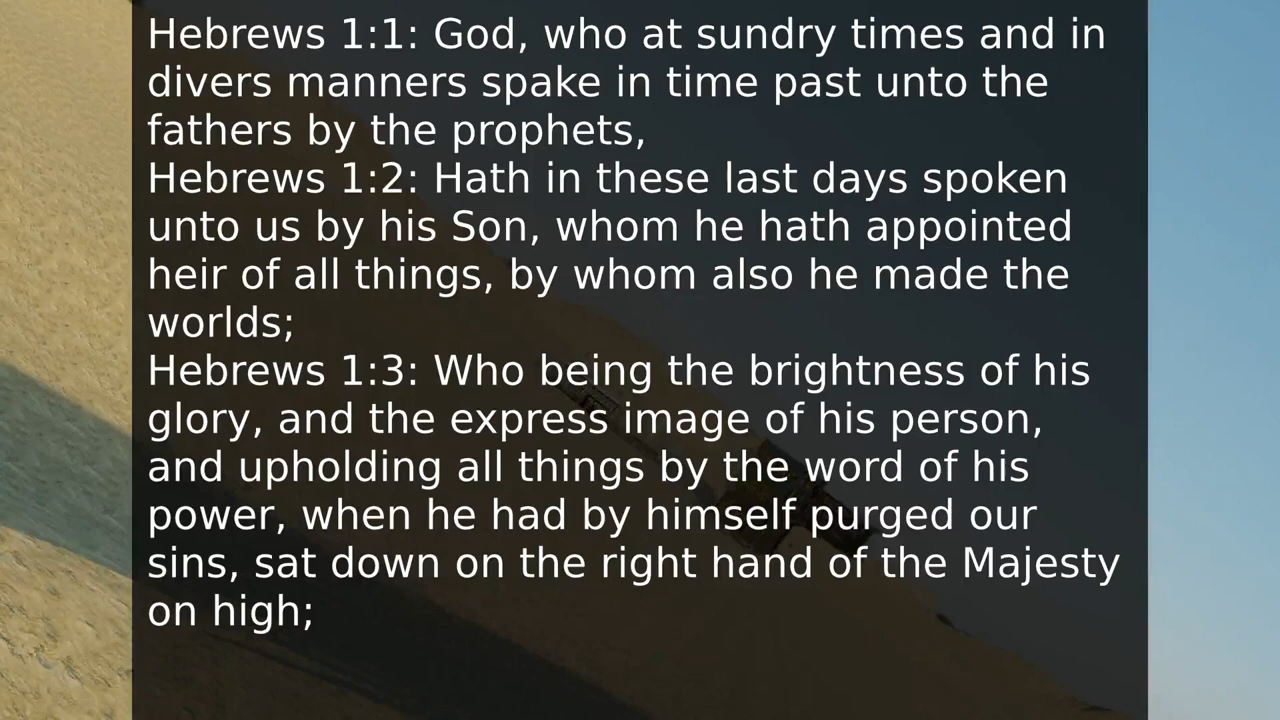 Hebrews 1:1: God, who at sundry times and in
divers manners spake in time past unto the
fathers by the prophets,
Hebrews 1:2: Hath in these last days spoken
unto us by his Son, whom he hath appointed
heir of all things, by whom also he made the
worlds;
Hebrews 1:3: Who being the brightness of his
glory, and the express image of his person,
and upholding all things by the word of his
power, when he had by himself purged our
sins, sat down on the right hand of the Majesty
on high;